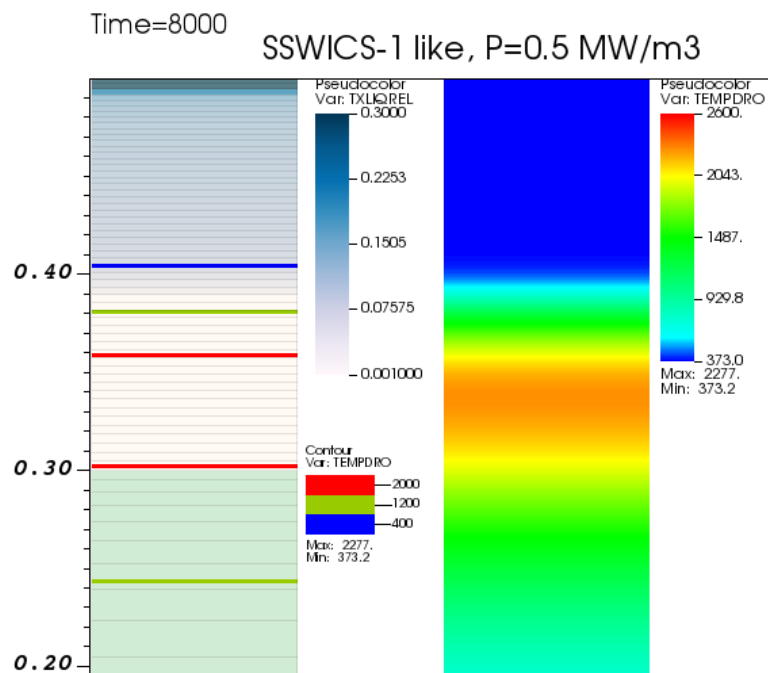 Time=8000
SSWICS-1 like, P=0.5 MW/m3
Pseudocolor
Var: TXLIQREL
0.3000
0.2253
0.1505
0.07575
0.001000
Contour
Var: TEMPDRO
2000
1200
400
Max: 2277.
Min: 373.2
0.40
0.30
0.20
Pseudocolor
Var: TEMPDRO
2600.
2043.
1487.
929.8
373.0
Max: 2277.
Min: 373.2